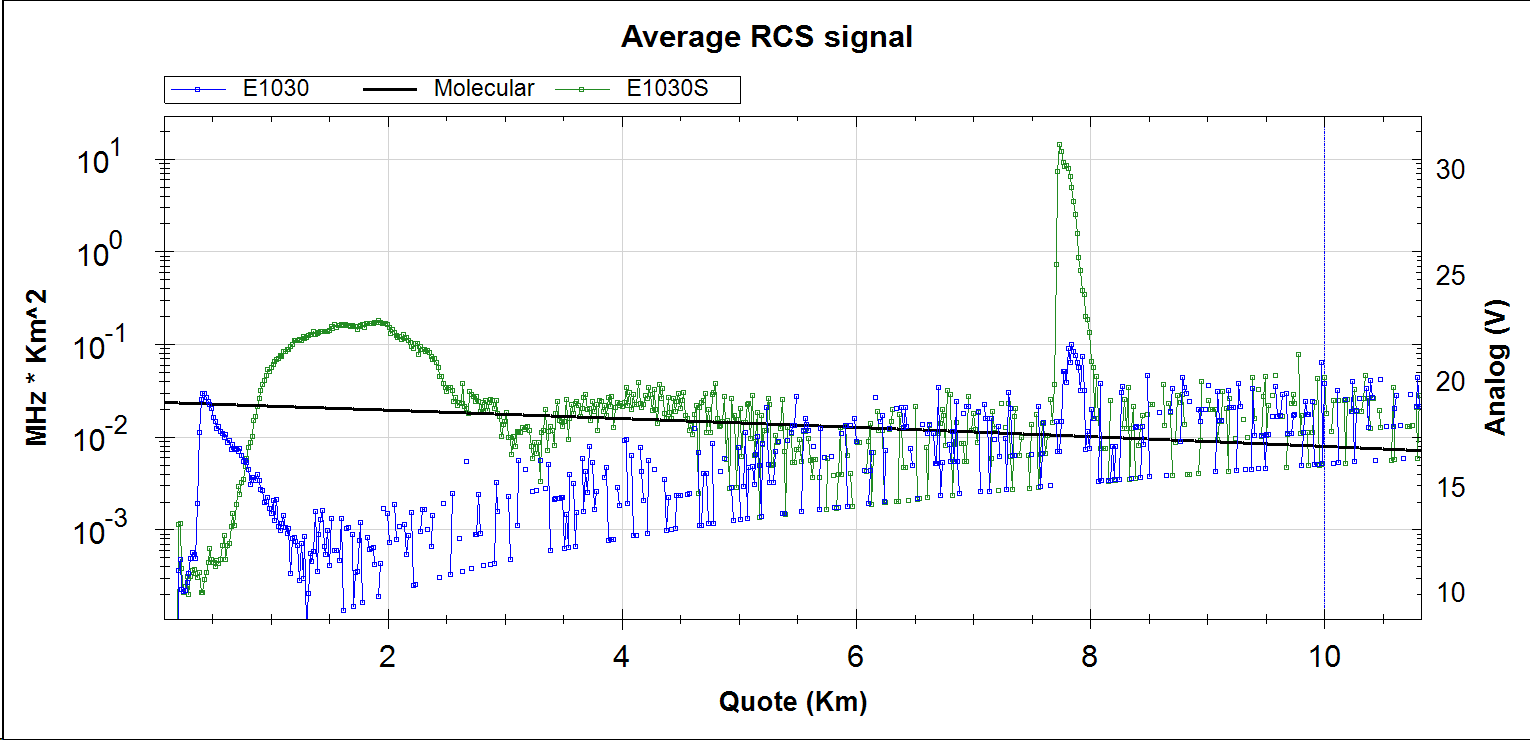 Average RCS signal
E1030 Molecular E1030S
10^1
10^0
10^-1
10^-2
10^-3
MHz * Km^2
30
25
20
15
10
Analog (V)
2 4 6 8 10
Quote (Km)